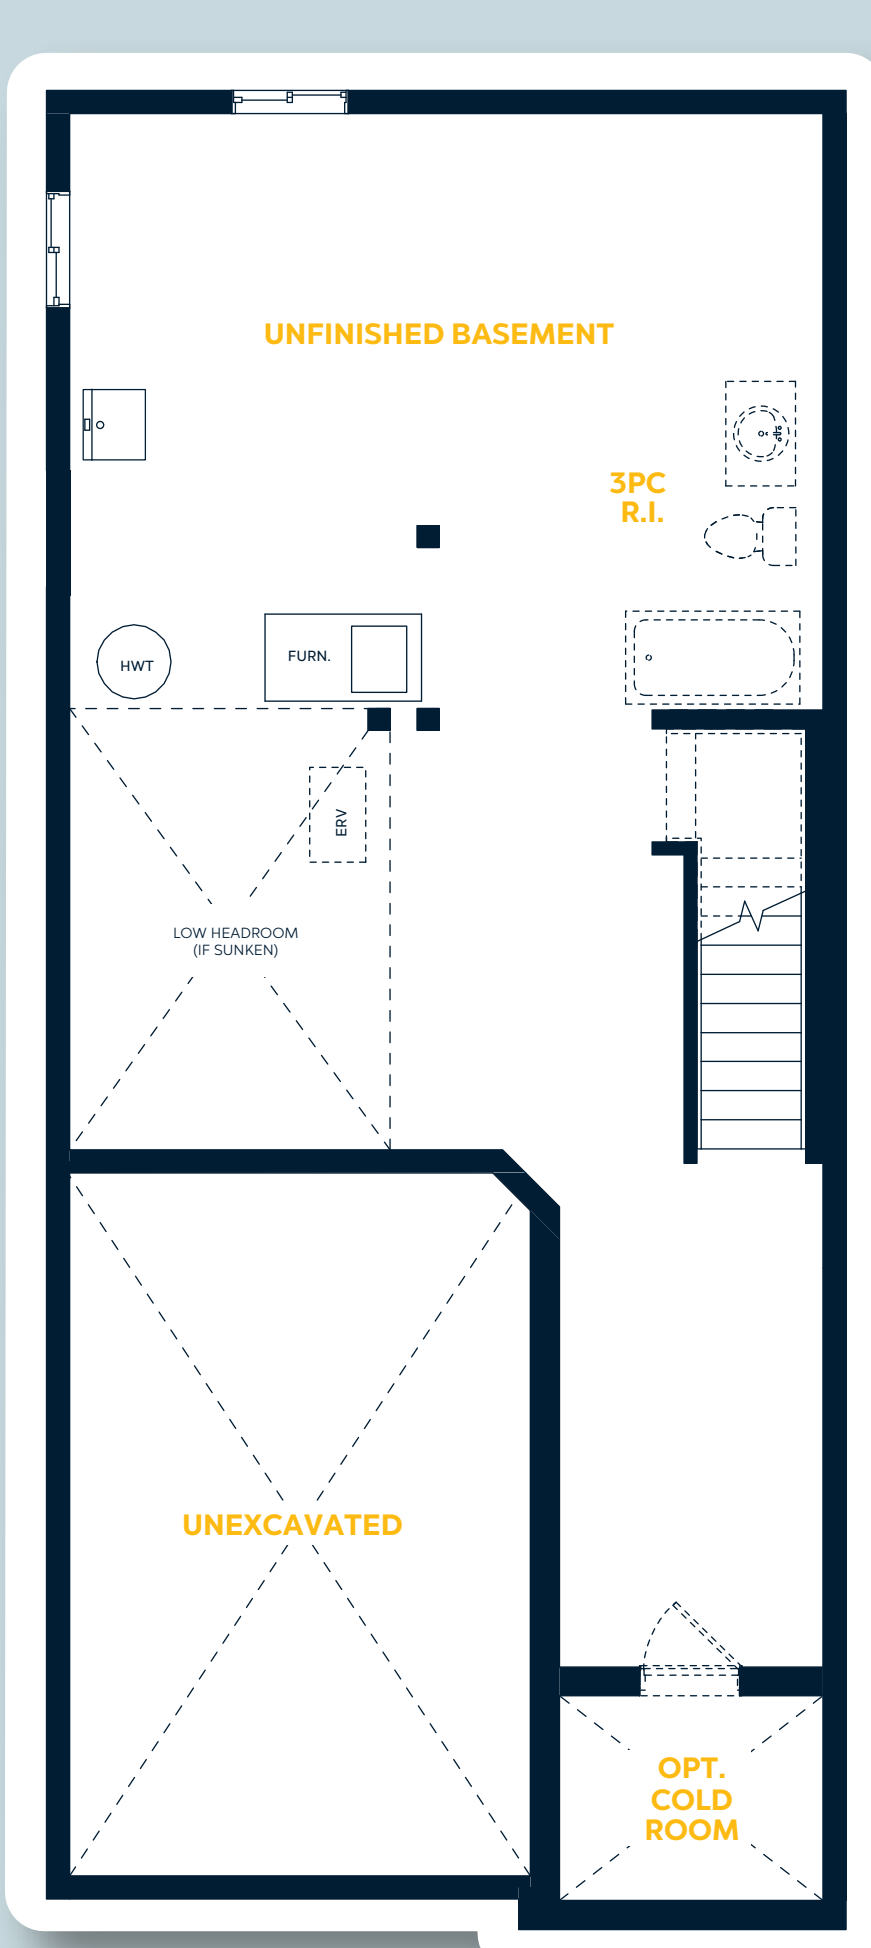 UNFINISHED BASEMENT
3PC
R.I.
HWT
FURN.
ERV
LOW HEADROOM
(IF SUNKEN)
UNEXCAVATED
OPT.
COLD
ROOM